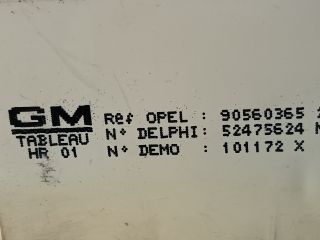 GM
TABLEAU
HR 01
Ref OPEL : 90560365
N° DELPHI: 52475624
N° DEMO : 101172 X